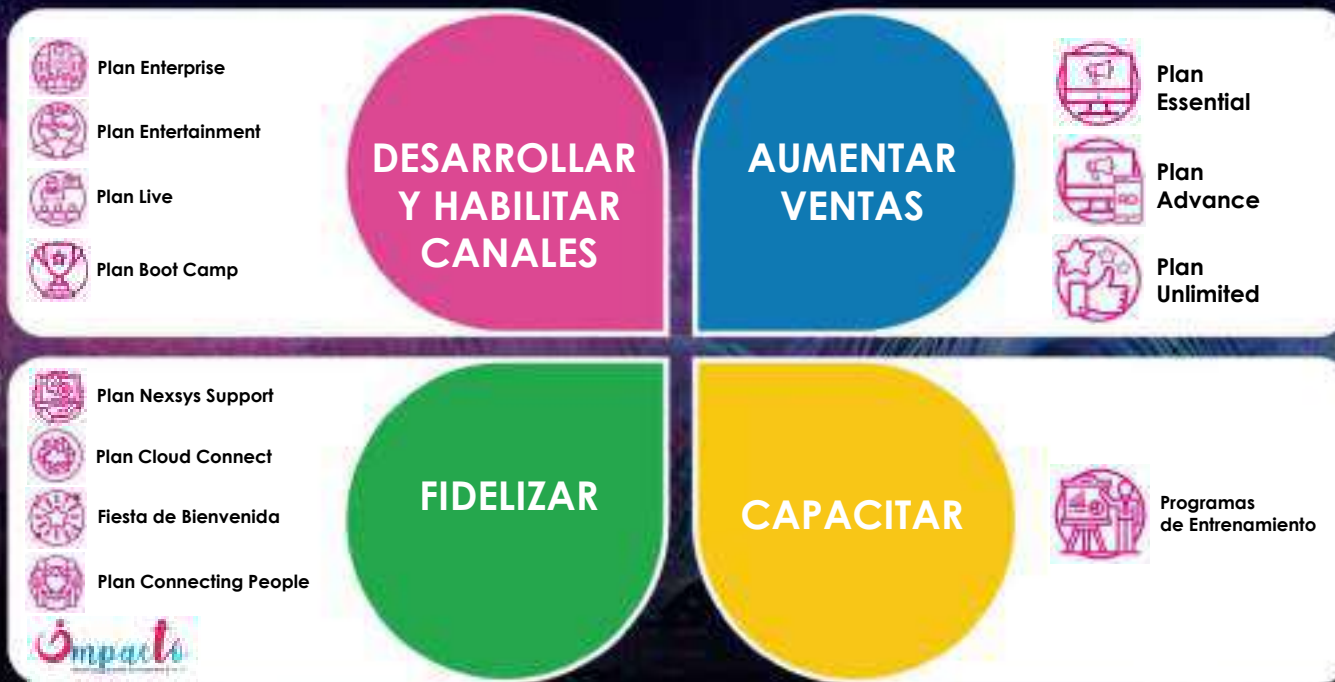 Plan Enterprise
Plan Entertainment
Plan Live
Plan Boot Camp
DESARROLLAR
Y HABILITAR
CANALES
AUMENTAR
VENTAS
Plan
Essential
Plan
Advance
Plan
Unlimited
Plan Nexsys Support
Plan Cloud Connect
Fiesta de Bienvenida
Plan Connecting People
Impacto
FIDELIZAR
CAPACITAR
Programas
de Entrenamiento